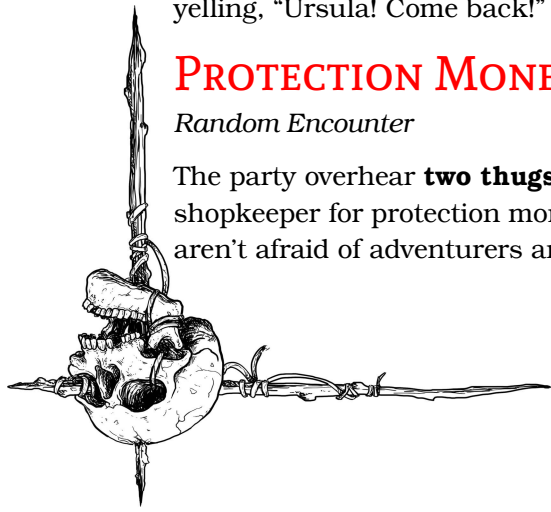 yelling, “Ursula! Come back!”
PROTECTION MONE
Random Encounter
The party overhear two thugs
shopkeeper for protection mo
aren't afraid of adventurers a